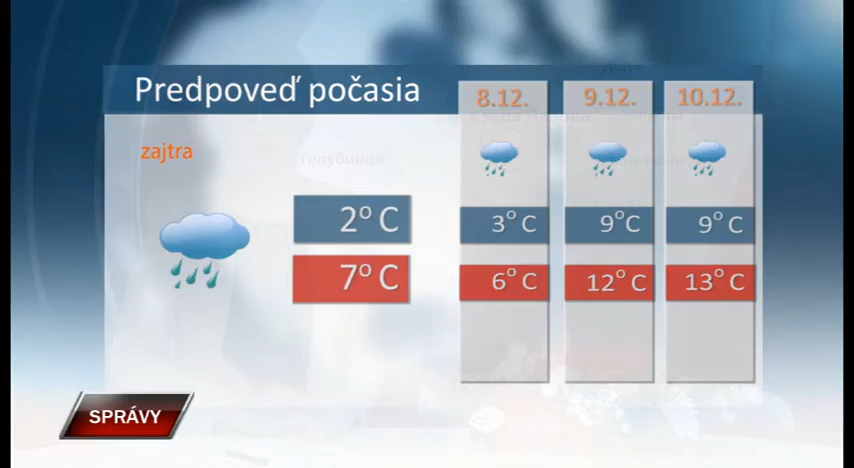 Predpoveď počasia
zajtra
2° C
7° C
8.12.
3° C
6° C
9.12.
9°C
12° C
10.12.
9° C
13° C
SPRÁVY